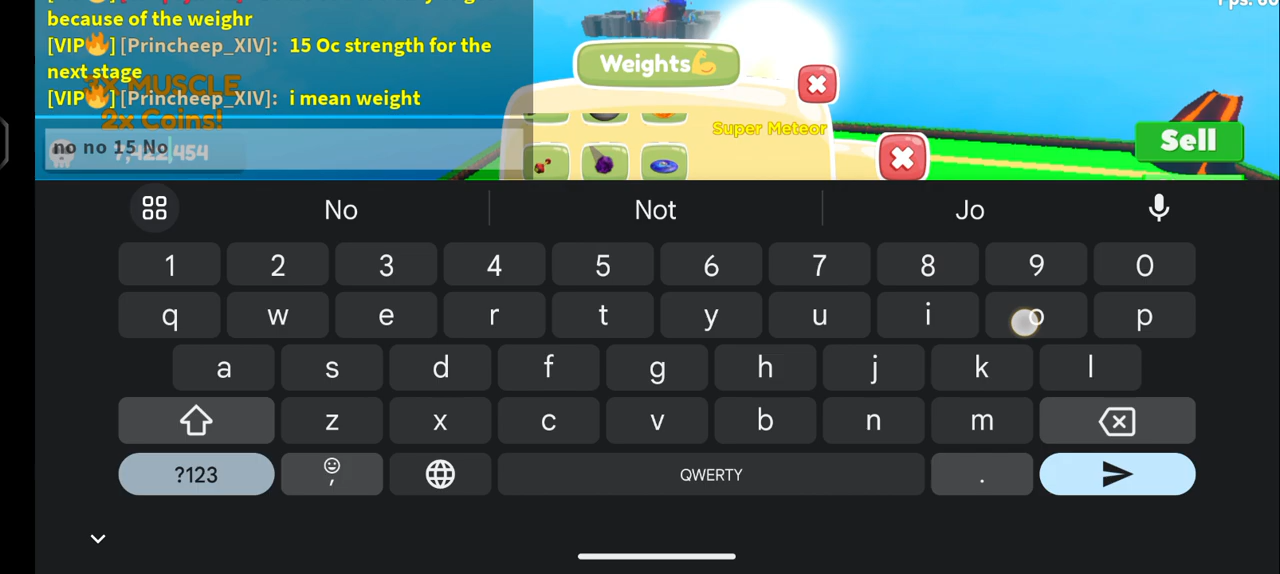 because of the weighr
[VIP🔥] [Princheep_XIV]: 15 Oc strength for the
next stage
[VIP🔥] [Princheep_XIV]: i mean weight
MUSCLE
2x Coins!
no no 15 No
Weights💪
Super Meteor
Sell
No Not Jo
1 2 3 4 5 6 7 8 9 0
q w e r t y u i o p
a s d f g h j k l
z x c v b n m
?123 , QWERTY .